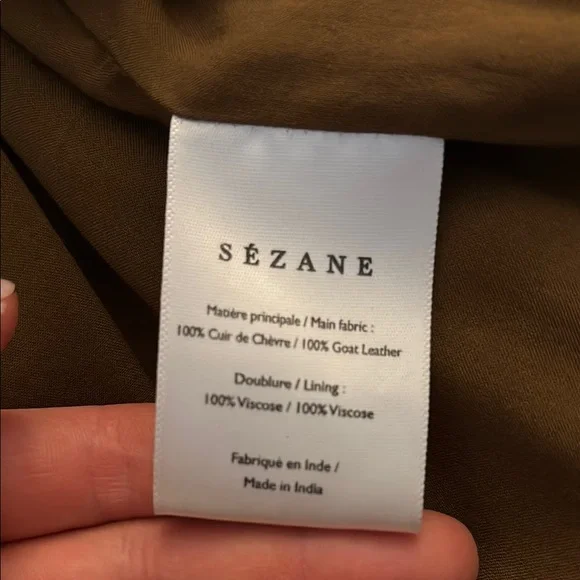 SÉZANE
Matière principale / Main fabric :
100% Cuir de Chèvre / 100% Goat Leather
Doublure / Lining :
100% Viscose / 100% Viscose
Fabriqué en Inde /
Made in India